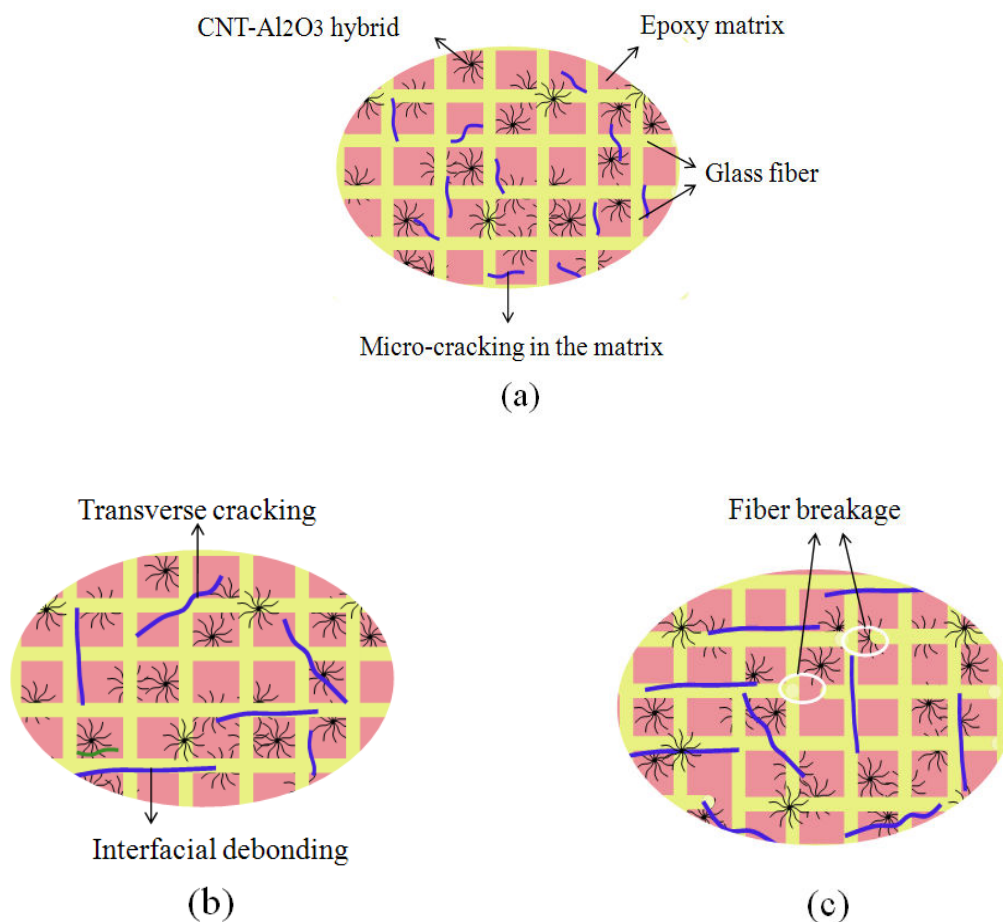 CNT-Al2O3 hybrid
Epoxy matrix
Glass fiber
Micro-cracking in the matrix
(a)
Transverse cracking
Fiber breakage
Interfacial debonding
(b)
(c)